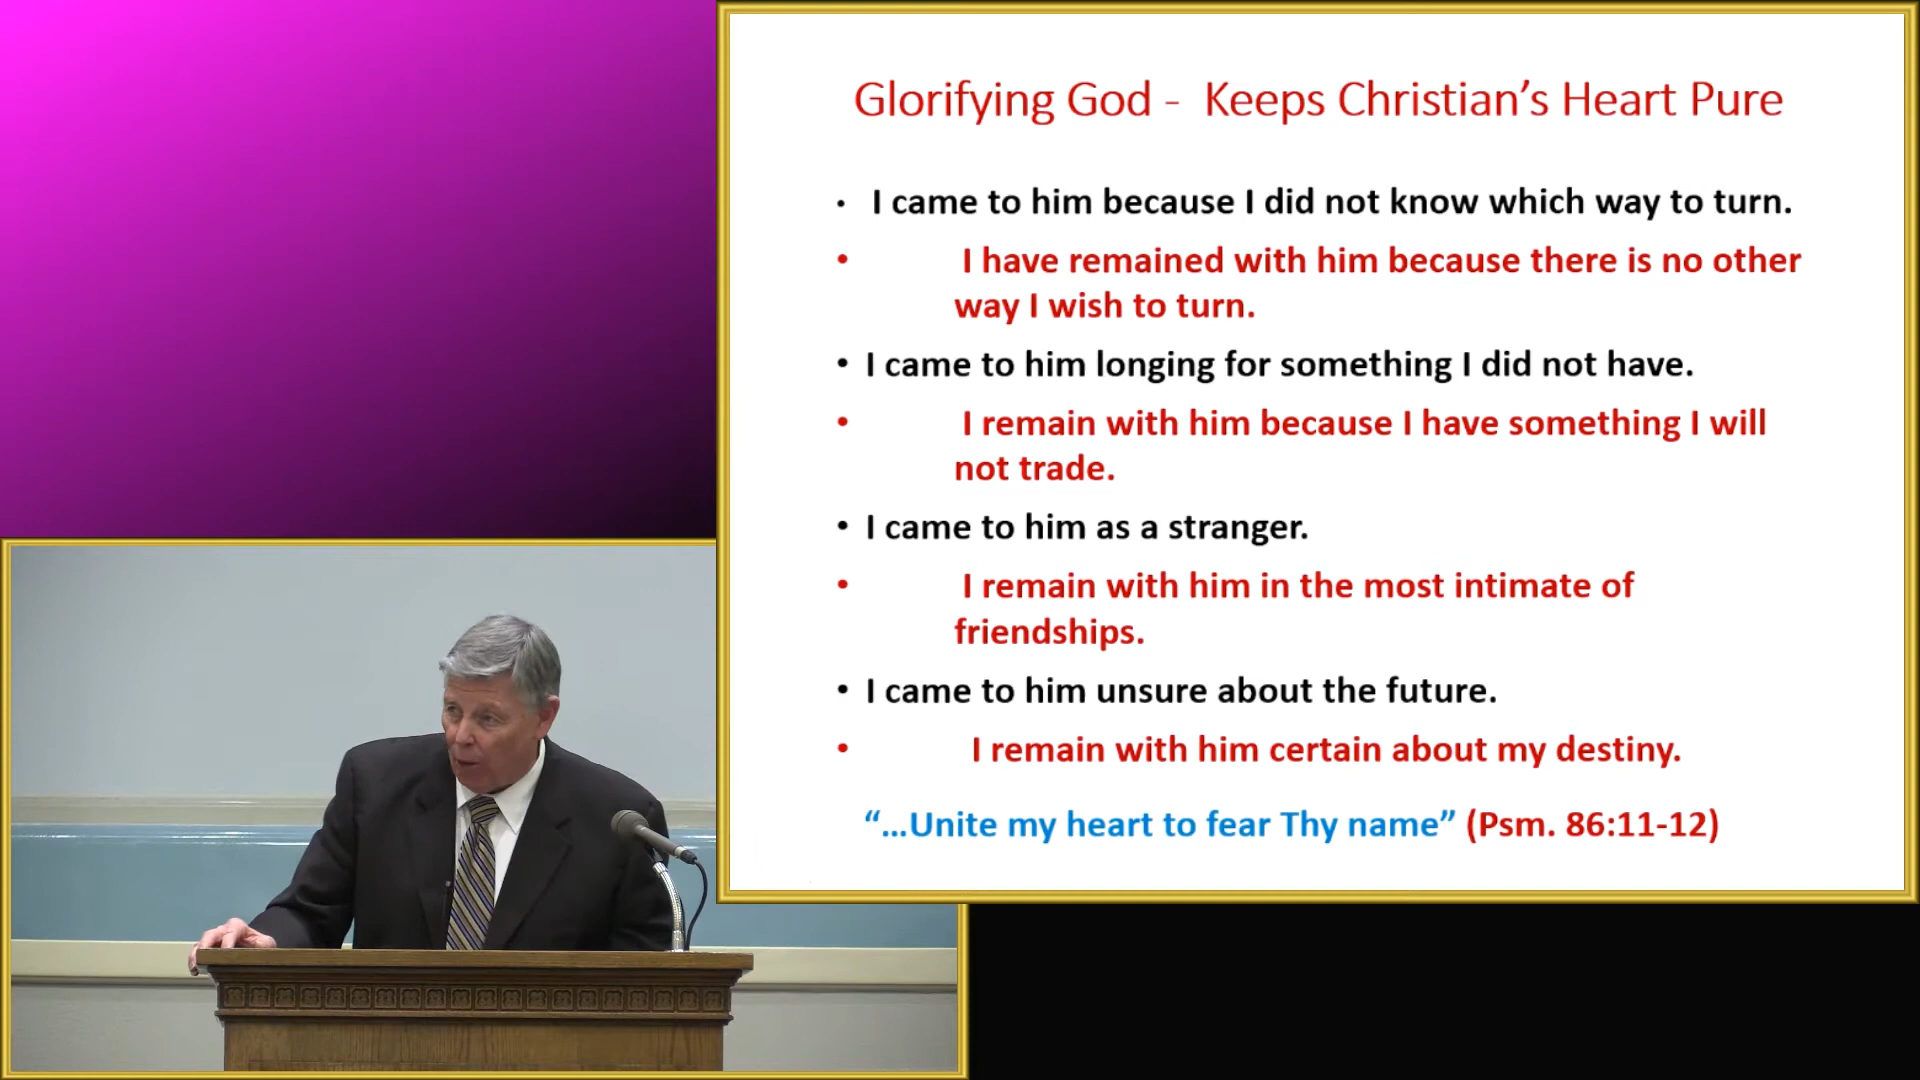 Glorifying God -  Keeps Christian’s Heart Pure
• I came to him because I did not know which way to turn.
• I have remained with him because there is no other
way I wish to turn.
• I came to him longing for something I did not have.
• I remain with him because I have something I will
not trade.
• I came to him as a stranger.
• I remain with him in the most intimate of
friendships.
• I came to him unsure about the future.
• I remain with him certain about my destiny.
“…Unite my heart to fear Thy name” (Psm. 86:11-12)